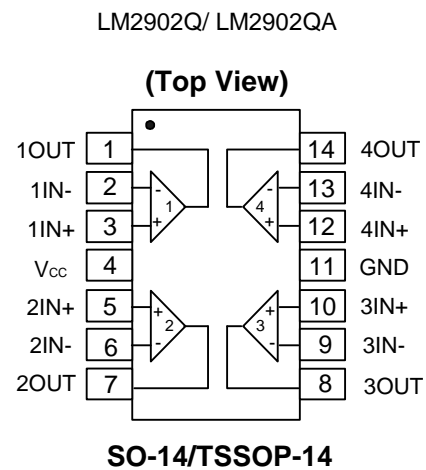 LM2902Q/ LM2902QA
(Top View)
1OUT 1 14 4OUT
1IN- 2 - - 13 4IN-
1 4
1IN+ 3 + + 12 4IN+
Vcc 4 11 GND
2IN+ 5 + + 10 3IN+
2 3
2IN- 6 - - 9 3IN-
2OUT 7 8 3OUT
SO-14/TSSOP-14